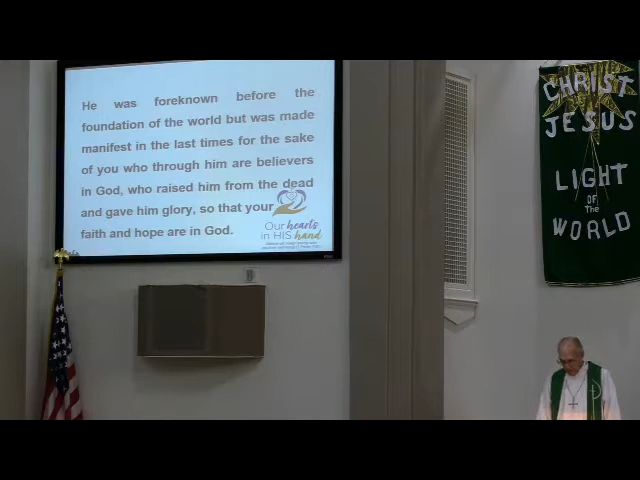 He was foreknown before the
foundation of the world but was made
manifest in the last times for the sake
of you who through him are believers
in God, who raised him from the dead
and gave him glory, so that your
faith and hope are in God.
Our hearts
in HIS hand
CHRIST
JESUS
LIGHT
OF
The
WORLD